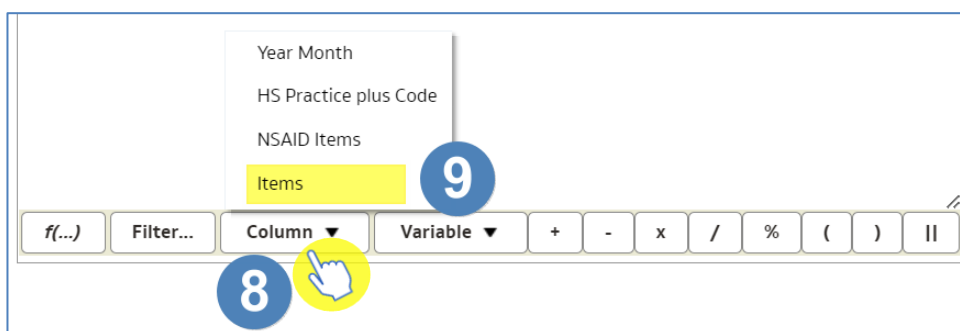 Year Month
HS Practice plus Code
NSAID Items
Items
9
f(...) Filter... Column ▼ Variable ▼ + - x / % ( ) ||
8